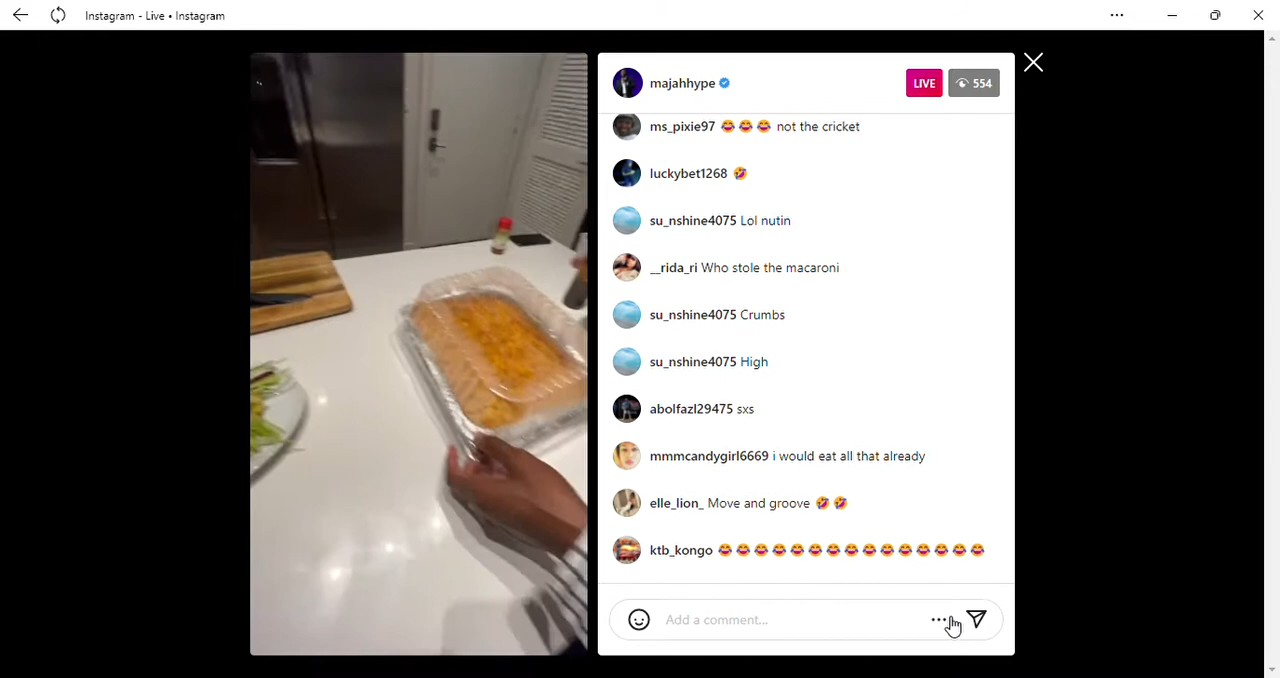 Instagram - Live • Instagram
majahhype
LIVE
554
ms_pixie97 😂 😂 😂 not the cricket
luckybet1268 🤣
su_nshine4075 Lol nutin
__rida_ri Who stole the macaroni
su_nshine4075 Crumbs
su_nshine4075 High
abolfazl29475 sxs
mmmcandygirl6669 i would eat all that already
elle_lion_ Move and groove 🤣 🤣
ktb_kongo 😂 😂 😂 😂 😂 😂 😂 😂 😂 😂 😂 😂 😂 😂 😂
Add a comment...